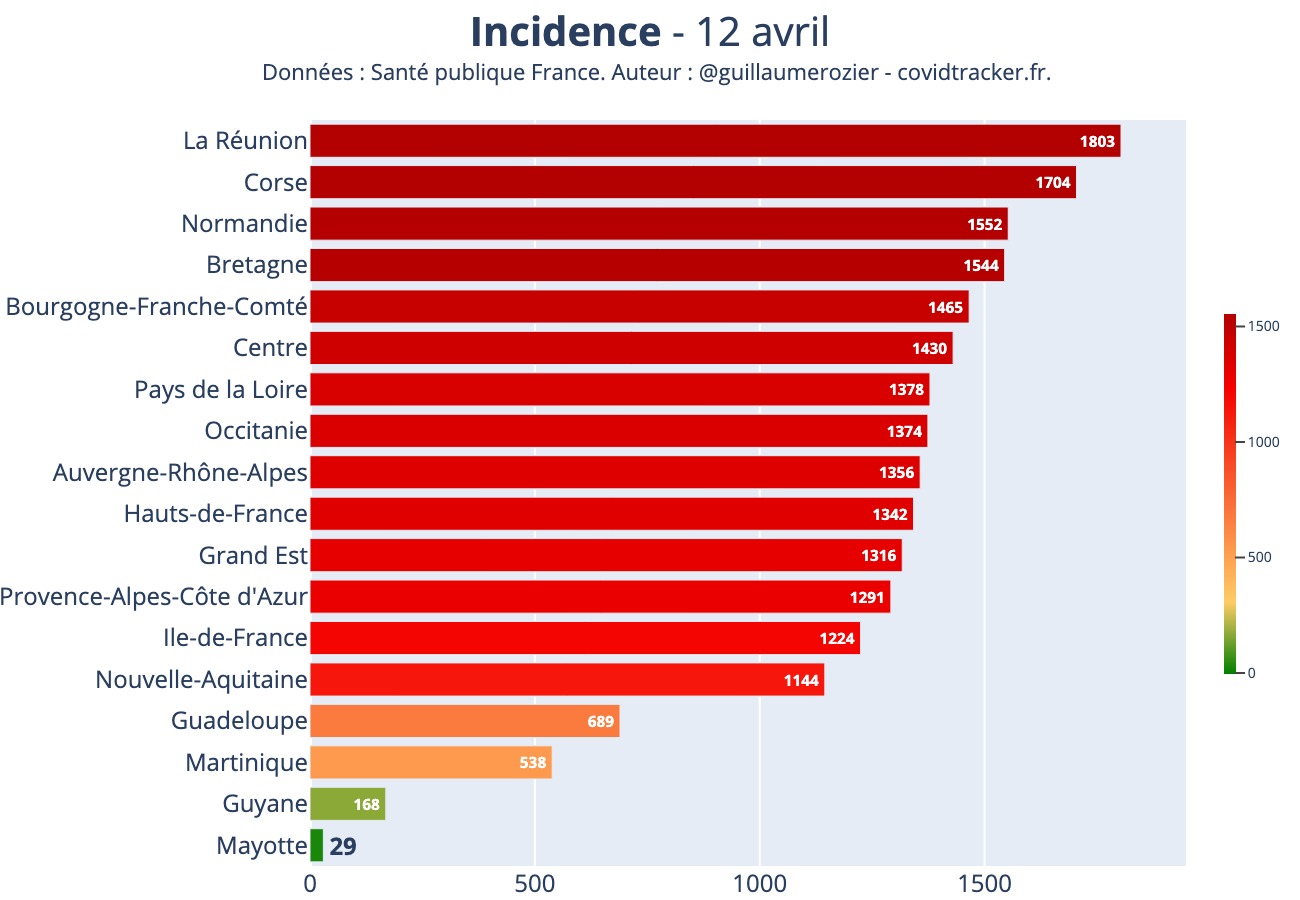 Incidence - 12 avril
Données : Santé publique France. Auteur : @guillaumerozier - covidtracker.fr.
La Réunion 1803
Corse 1704
Normandie 1552
Bretagne 1544
Bourgogne-Franche-Comté 1465
Centre 1430
Pays de la Loire 1378
Occitanie 1374
Auvergne-Rhône-Alpes 1356
Hauts-de-France 1342
Grand Est 1316
Provence-Alpes-Côte d'Azur 1291
Ile-de-France 1224
Nouvelle-Aquitaine 1144
Guadeloupe 689
Martinique 538
Guyane 168
Mayotte 29
0 500 1000 1500
1500
1000
500
0